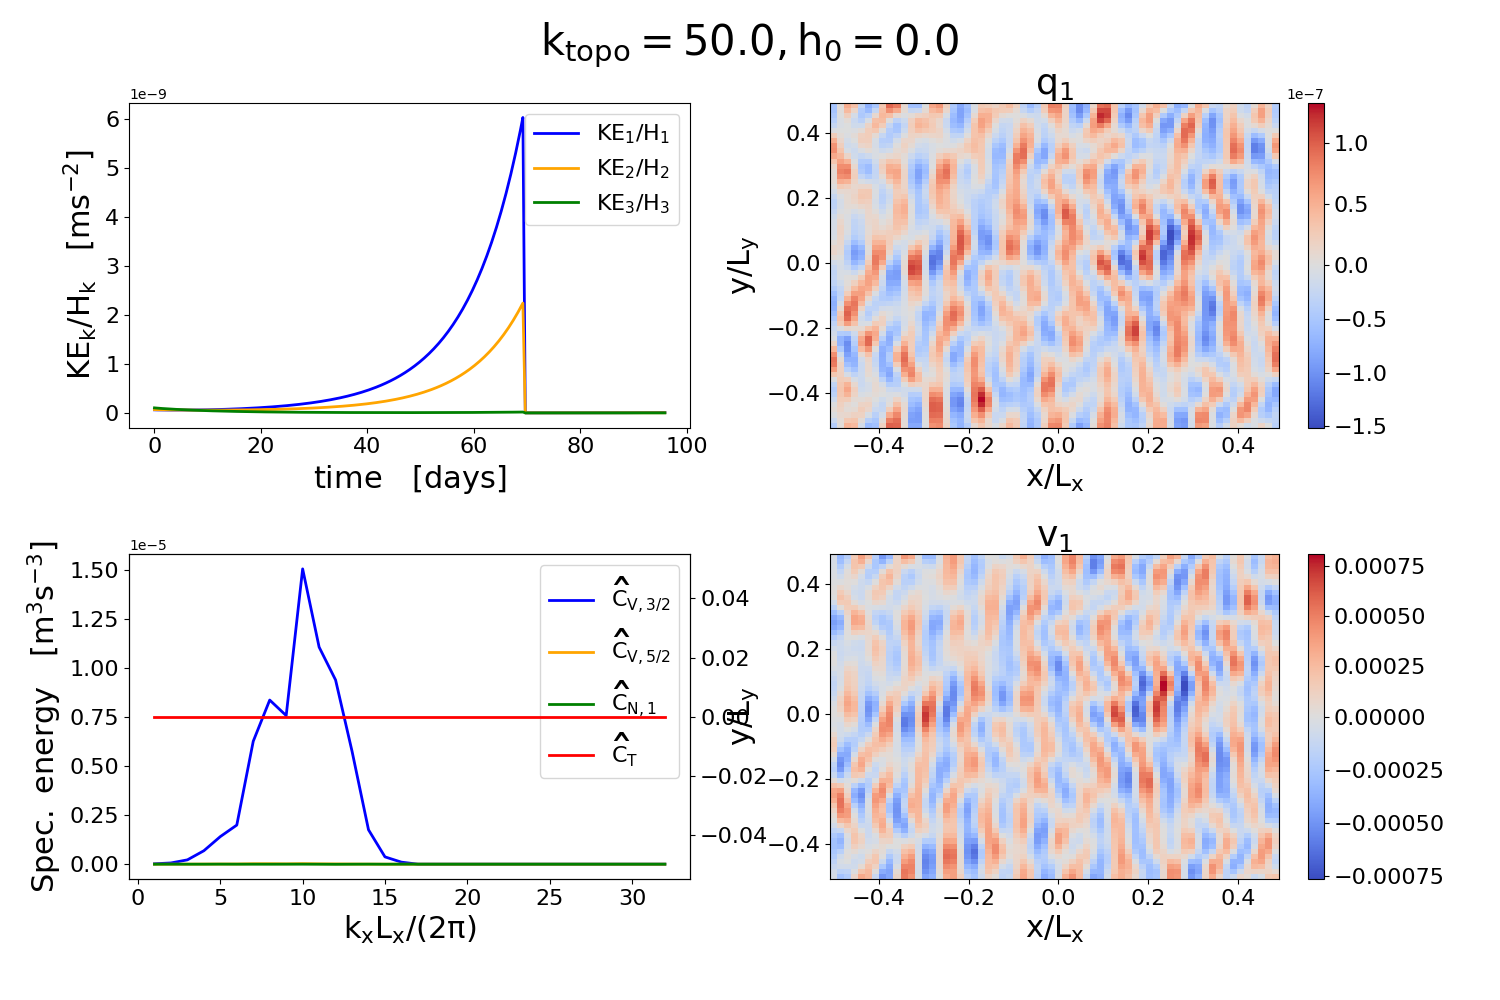 k_topo = 50.0, h_0 = 0.0
1e−9
6
5
4
3
2
1
0
KE_k/H_k [ms^−2]
0 20 40 60 80 100
time [days]
KE_1/H_1
KE_2/H_2
KE_3/H_3
q_1
1e−7
0.4
0.2
0.0
−0.2
−0.4
y/L_y
−0.4 −0.2 0.0 0.2 0.4
x/L_x
1.0
0.5
0.0
−0.5
−1.0
−1.5
1e−5
1.50
1.25
1.00
0.75
0.50
0.25
0.00
Spec. energy [m^3s^−3]
0 5 10 15 20 25 30
k_xL_x/(2π)
Ĉ_V,3/2
Ĉ_V,5/2
Ĉ_N,1
Ĉ_T
0.04
0.02
0.00
−0.02
−0.04
v_1
0.4
0.2
0.0
−0.2
−0.4
y/L_y
−0.4 −0.2 0.0 0.2 0.4
x/L_x
0.00075
0.00050
0.00025
0.00000
−0.00025
−0.00050
−0.00075